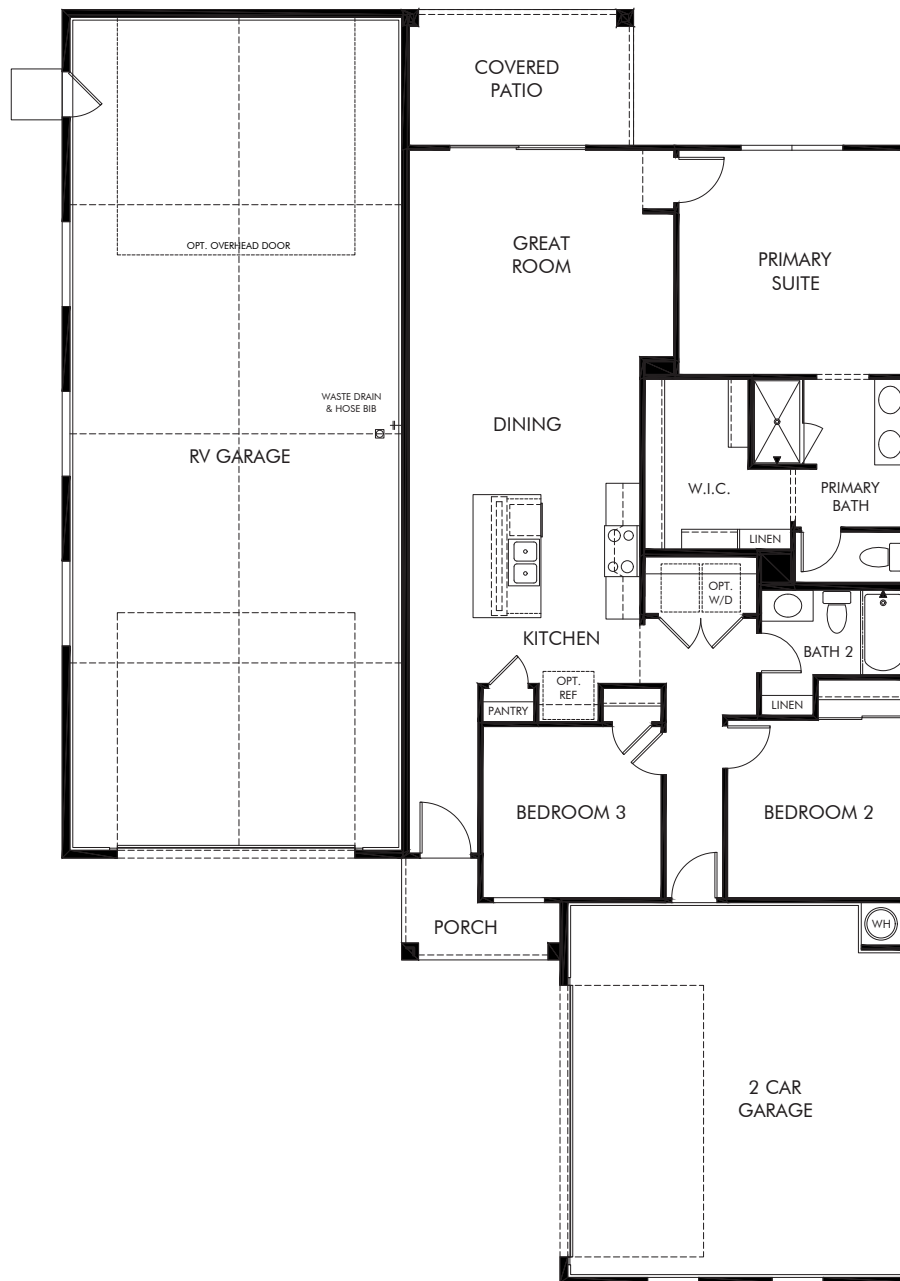 COVERED
PATIO
OPT. OVERHEAD DOOR
GREAT
ROOM
PRIMARY
SUITE
WASTE DRAIN
& HOSE BIB
DINING
RV GARAGE
W.I.C.
PRIMARY
BATH
LINEN
OPT.
W/D
KITCHEN
BATH 2
OPT.
REF
PANTRY
LINEN
BEDROOM 3
BEDROOM 2
PORCH
WH
2 CAR
GARAGE